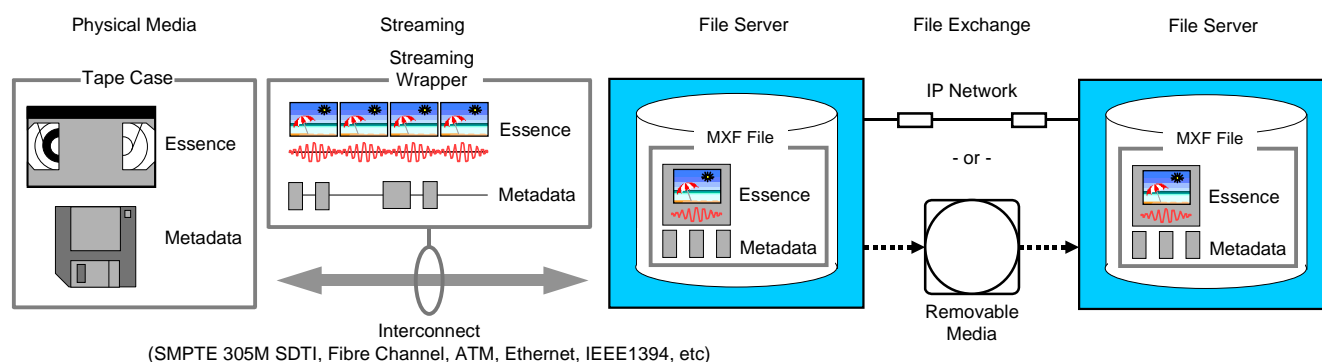 Physical Media
Streaming
File Server
File Exchange
File Server
Tape Case
Essence
Metadata
Streaming
Wrapper
Essence
Metadata
Interconnect
(SMPTE 305M SDTI, Fibre Channel, ATM, Ethernet, IEEE1394, etc)
MXF File
Essence
Metadata
IP Network
- or -
Removable
Media
MXF File
Essence
Metadata